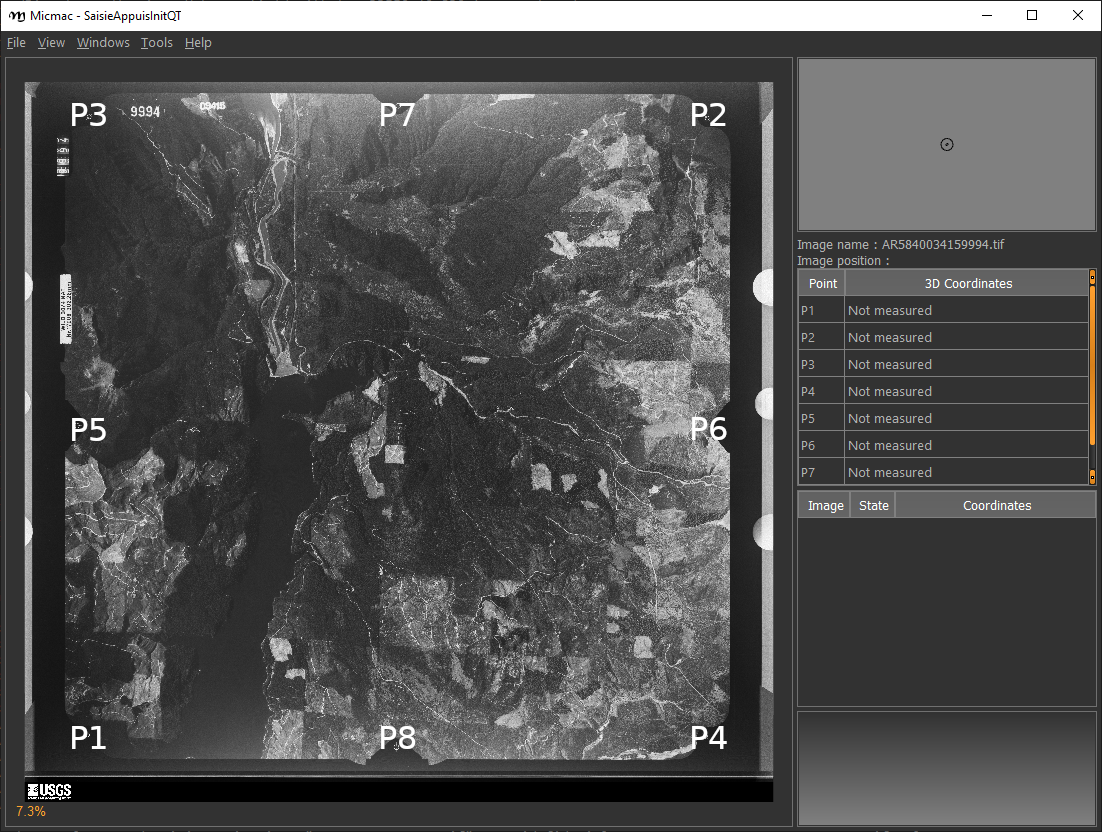 Micmac - SaisieAppuisInitQT
File View Windows Tools Help
P3 9994 09415 P7 P2
P5 P6
P1 P8 P4
USGS
7.3%
Image name : AR5840034159994.tif
Image position :
Point 3D Coordinates
P1 Not measured
P2 Not measured
P3 Not measured
P4 Not measured
P5 Not measured
P6 Not measured
P7 Not measured
Image State Coordinates